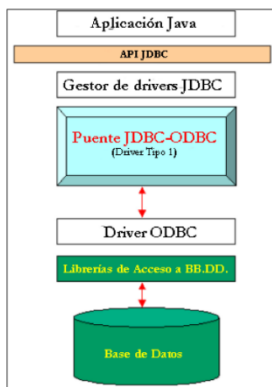 Aplicación Java
API JDBC
Gestor de drivers JDBC
Puente JDBC-ODBC
(Driver Tipo 1)
Driver ODBC
Librerías de Acceso a BB.DD.
Base de Datos